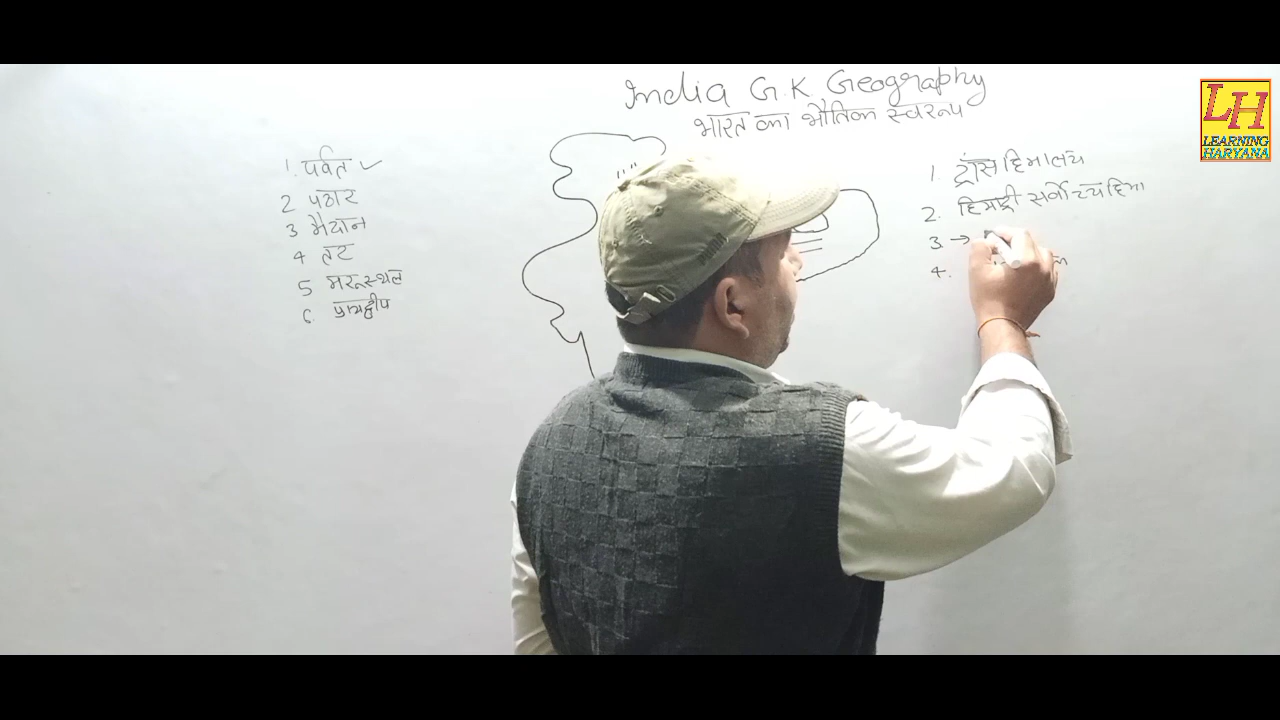 India G.K Geography
भारत का भौतिक स्वरूप
1. पर्वत ✓
2 पठार
3 मैदान
4 तट
5 मरुस्थल
6. प्रायद्वीप
1. ट्रांस हिमालय
2. हिमाद्री सर्वोच्च हिमा
3 →
4.
LH
LEARNING
HARYANA